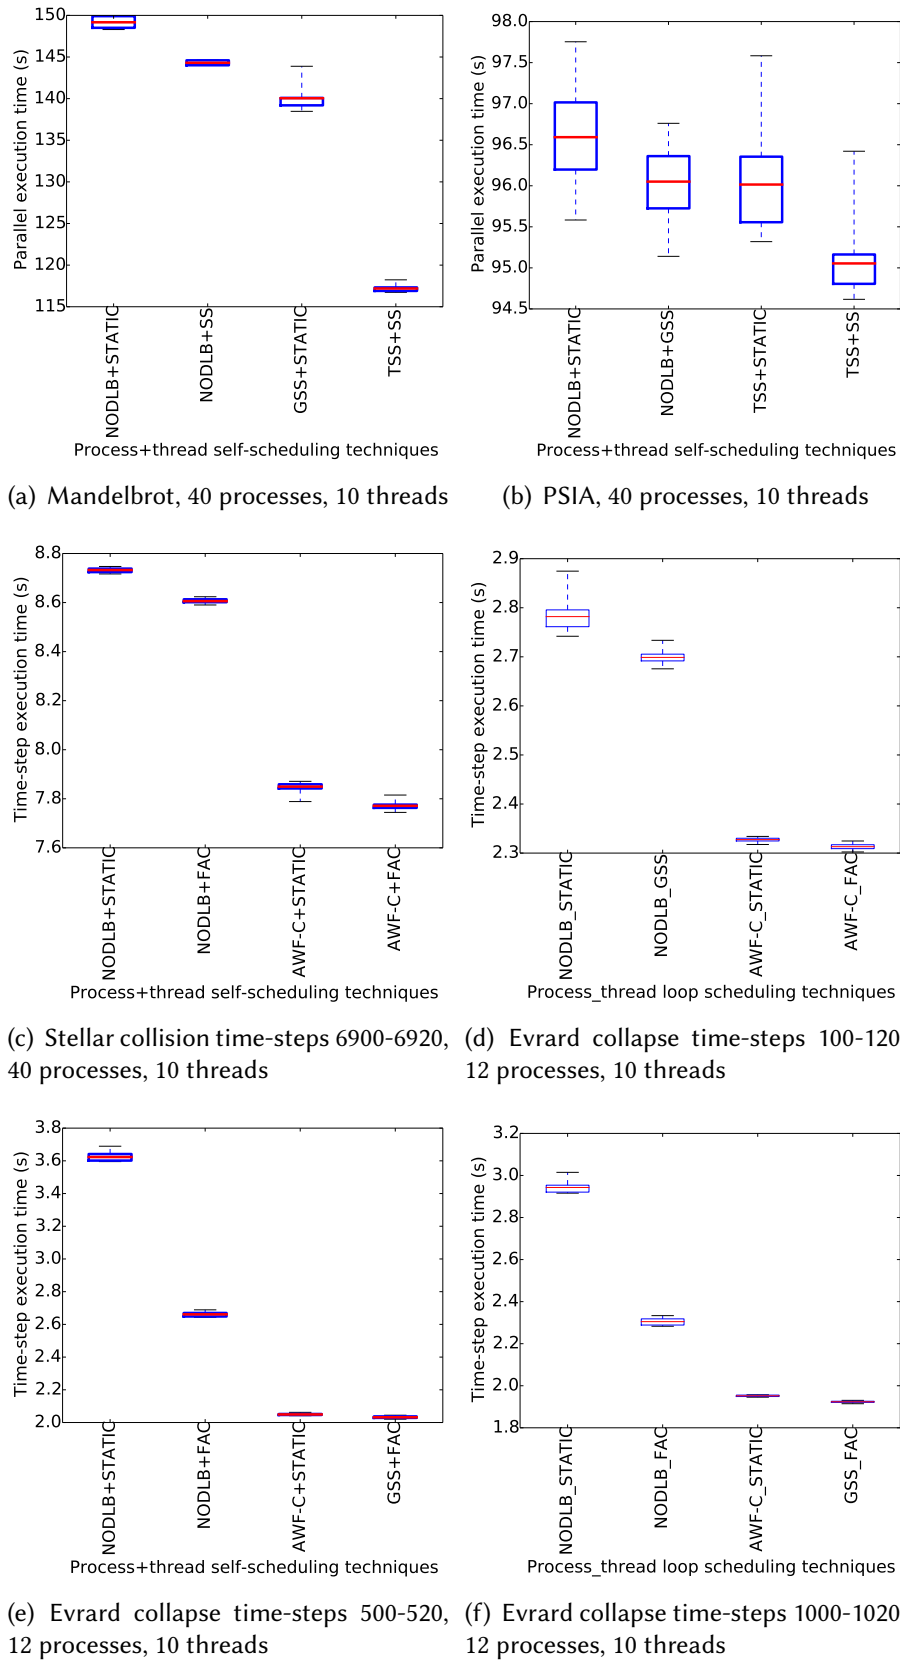 150
145
140
135
130
125
120
115
Parallel execution time (s)
NODLB+STATIC
NODLB+SS
GSS+STATIC
TSS+SS
Process+thread self-scheduling techniques
(a) Mandelbrot, 40 processes, 10 threads
98.0
97.5
97.0
96.5
96.0
95.5
95.0
94.5
Parallel execution time (s)
NODLB+STATIC
NODLB+GSS
TSS+STATIC
TSS+SS
Process+thread self-scheduling techniques
(b) PSIA, 40 processes, 10 threads
8.8
8.6
8.4
8.2
8.0
7.8
7.6
Time-step execution time (s)
NODLB+STATIC
NODLB+FAC
AWF-C+STATIC
AWF-C+FAC
Process+thread self-scheduling techniques
(c) Stellar collision time-steps 6900-6920,
40 processes, 10 threads
2.9
2.8
2.7
2.6
2.5
2.4
2.3
Time-step execution time (s)
NODLB_STATIC
NODLB_GSS
AWF-C_STATIC
AWF-C_FAC
Process_thread loop scheduling techniques
(d) Evrard collapse time-steps 100-120
12 processes, 10 threads
3.8
3.6
3.4
3.2
3.0
2.8
2.6
2.4
2.2
2.0
Time-step execution time (s)
NODLB+STATIC
NODLB+FAC
AWF-C+STATIC
GSS+FAC
Process+thread self-scheduling techniques
(e) Evrard collapse time-steps 500-520,
12 processes, 10 threads
3.2
3.0
2.8
2.6
2.4
2.2
2.0
1.8
Time-step execution time (s)
NODLB_STATIC
NODLB_FAC
AWF-C_STATIC
GSS_FAC
Process_thread loop scheduling techniques
(f) Evrard collapse time-steps 1000-1020
12 processes, 10 threads